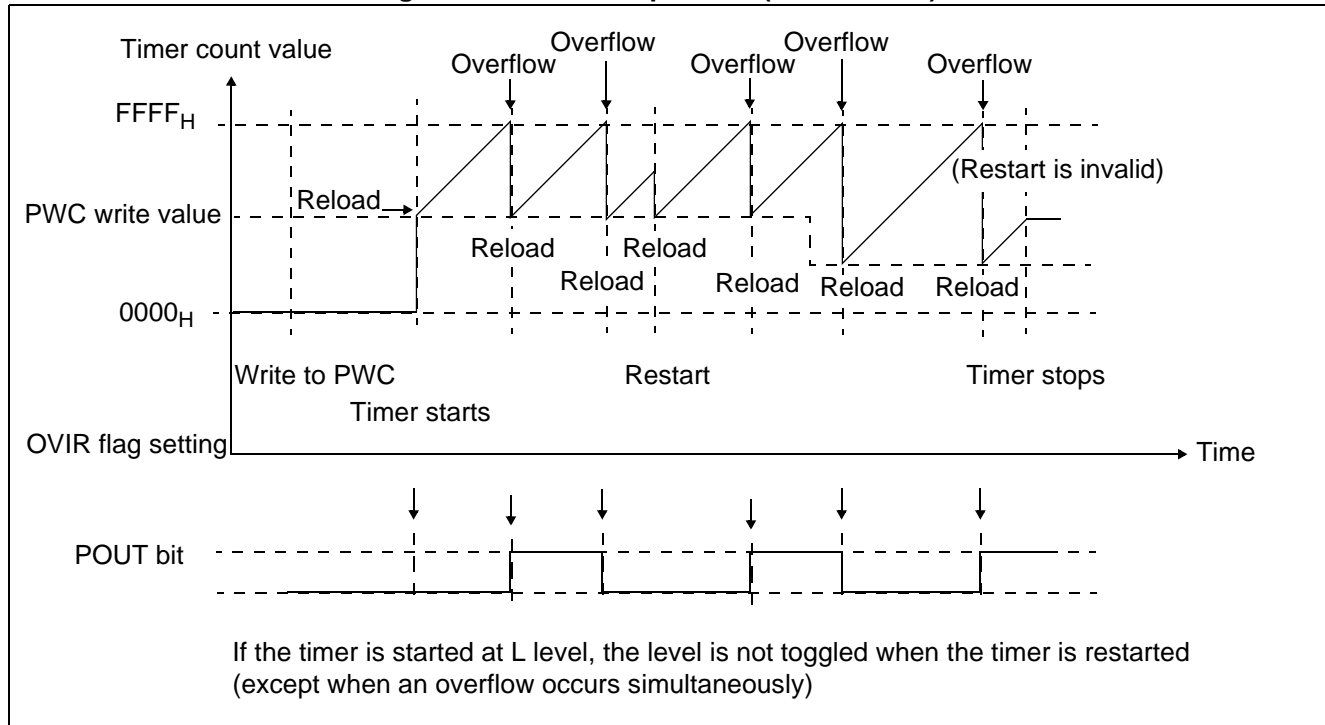 Timer count value
Overflow
Overflow
Overflow
Overflow
Overflow
FFFFH
(Restart is invalid)
Reload
PWC write value
Reload
Reload
Reload
Reload
Reload
Reload
0000H
Write to PWC
Restart
Timer stops
Timer starts
OVIR flag setting
Time
POUT bit
If the timer is started at L level, the level is not toggled when the timer is restarted
(except when an overflow occurs simultaneously)